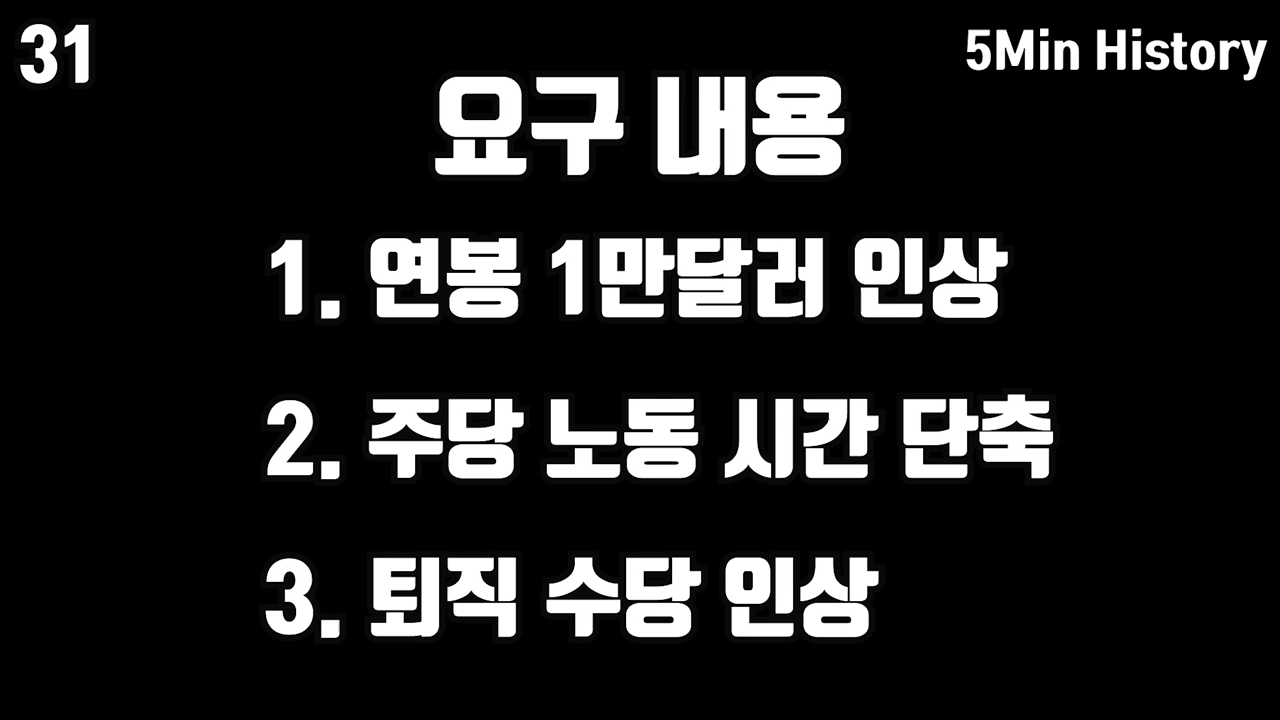 31
5Min History
요구 내용
1. 연봉 1만달러 인상
2. 주당 노동 시간 단축
3. 퇴직 수당 인상